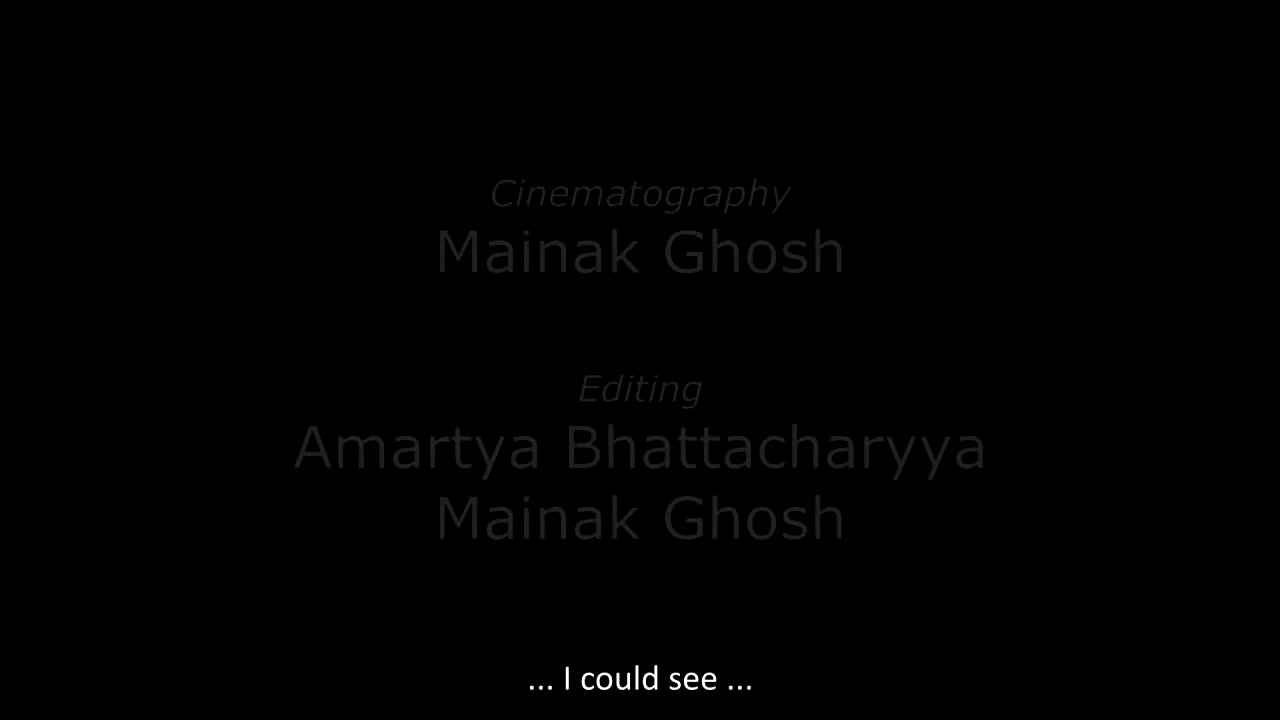 Cinematography
Mainak Ghosh
Editing
Amartya Bhattacharyya
Mainak Ghosh
... I could see ...